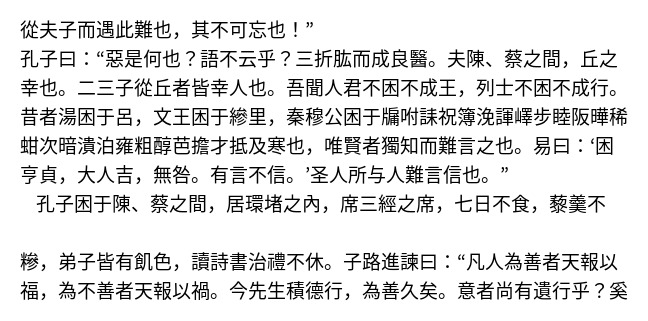 從夫子而遇此難也，其不可忘也！”
孔子曰：“惡是何也？語不云乎？三折肱而成良醫。夫陳、蔡之間，丘之
幸也。二三子從丘者皆幸人也。吾聞人君不困不成王，列士不困不成行。
昔者湯困于呂，文王困于縿里，秦穆公困于牖咐誄祝簿浼諢嶧步睦阪曄稀
蚶次暗潰泊雍粗醇芭擔才抵及寒也，唯賢者獨知而難言之也。易曰：‘困
亨貞，大人吉，無咎。有言不信。’圣人所与人難言信也。”
孔子困于陳、蔡之間，居環堵之內，席三經之席，七日不食，藜羹不
糝，弟子皆有飢色，讀詩書治禮不休。子路進諫曰：“凡人為善者天報以
福，為不善者天報以禍。今先生積德行，為善久矣。意者尚有遺行乎？奚